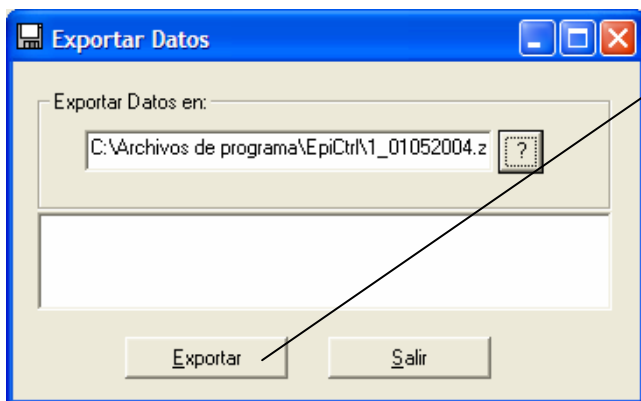 Exportar Datos
Exportar Datos en:
C:\Archivos de programa\EpiCtrl\1_01052004.z
?
Exportar
Salir